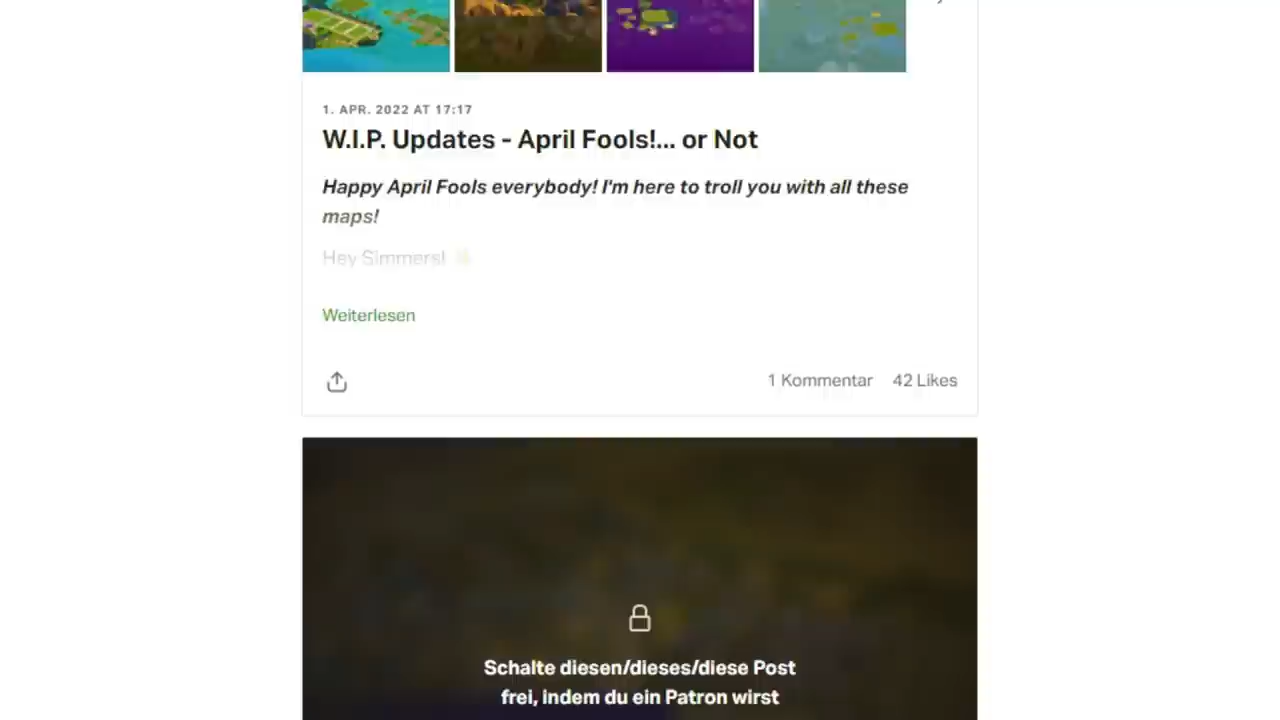 1. APR. 2022 AT 17:17
W.I.P. Updates - April Fools!... or Not
Happy April Fools everybody! I'm here to troll you with all these
maps!
Hey Simmers!
Weiterlesen
1 Kommentar 42 Likes
Schalte diesen/dieses/diese Post
frei, indem du ein Patron wirst